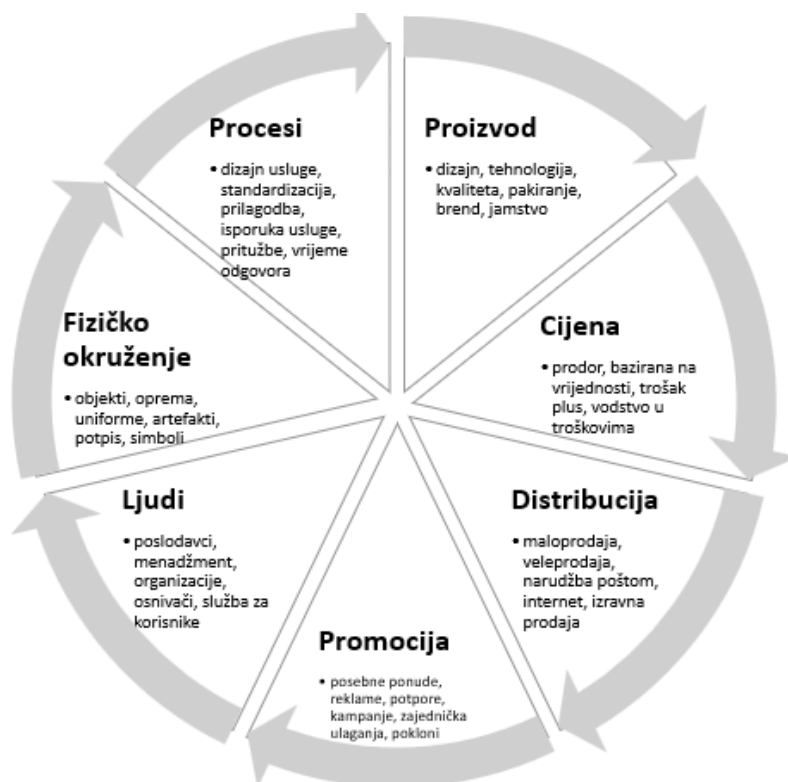 Procesi
• dizajn usluge,
standardizacija,
prilagodba,
isporuka usluge,
pritužbe, vrijeme
odgovora
Proizvod
• dizajn, tehnologija,
kvaliteta, pakiranje,
brend, jamstvo
Cijena
• prodor, bazirana na
vrijednosti, trošak
plus, vodstvo u
troškovima
Distribucija
• maloprodaja,
veleprodaja,
narudžba poštom,
internet, izravna
prodaja
Promocija
• posebne ponude,
reklame, potpore,
kampanje, zajednička
ulaganja, pokloni
Ljudi
• poslodavci,
menadžment,
organizacije,
osnivači, služba za
korisnike
Fizičko
okruženje
• objekti, oprema,
uniforme, artefakti,
potpis, simboli